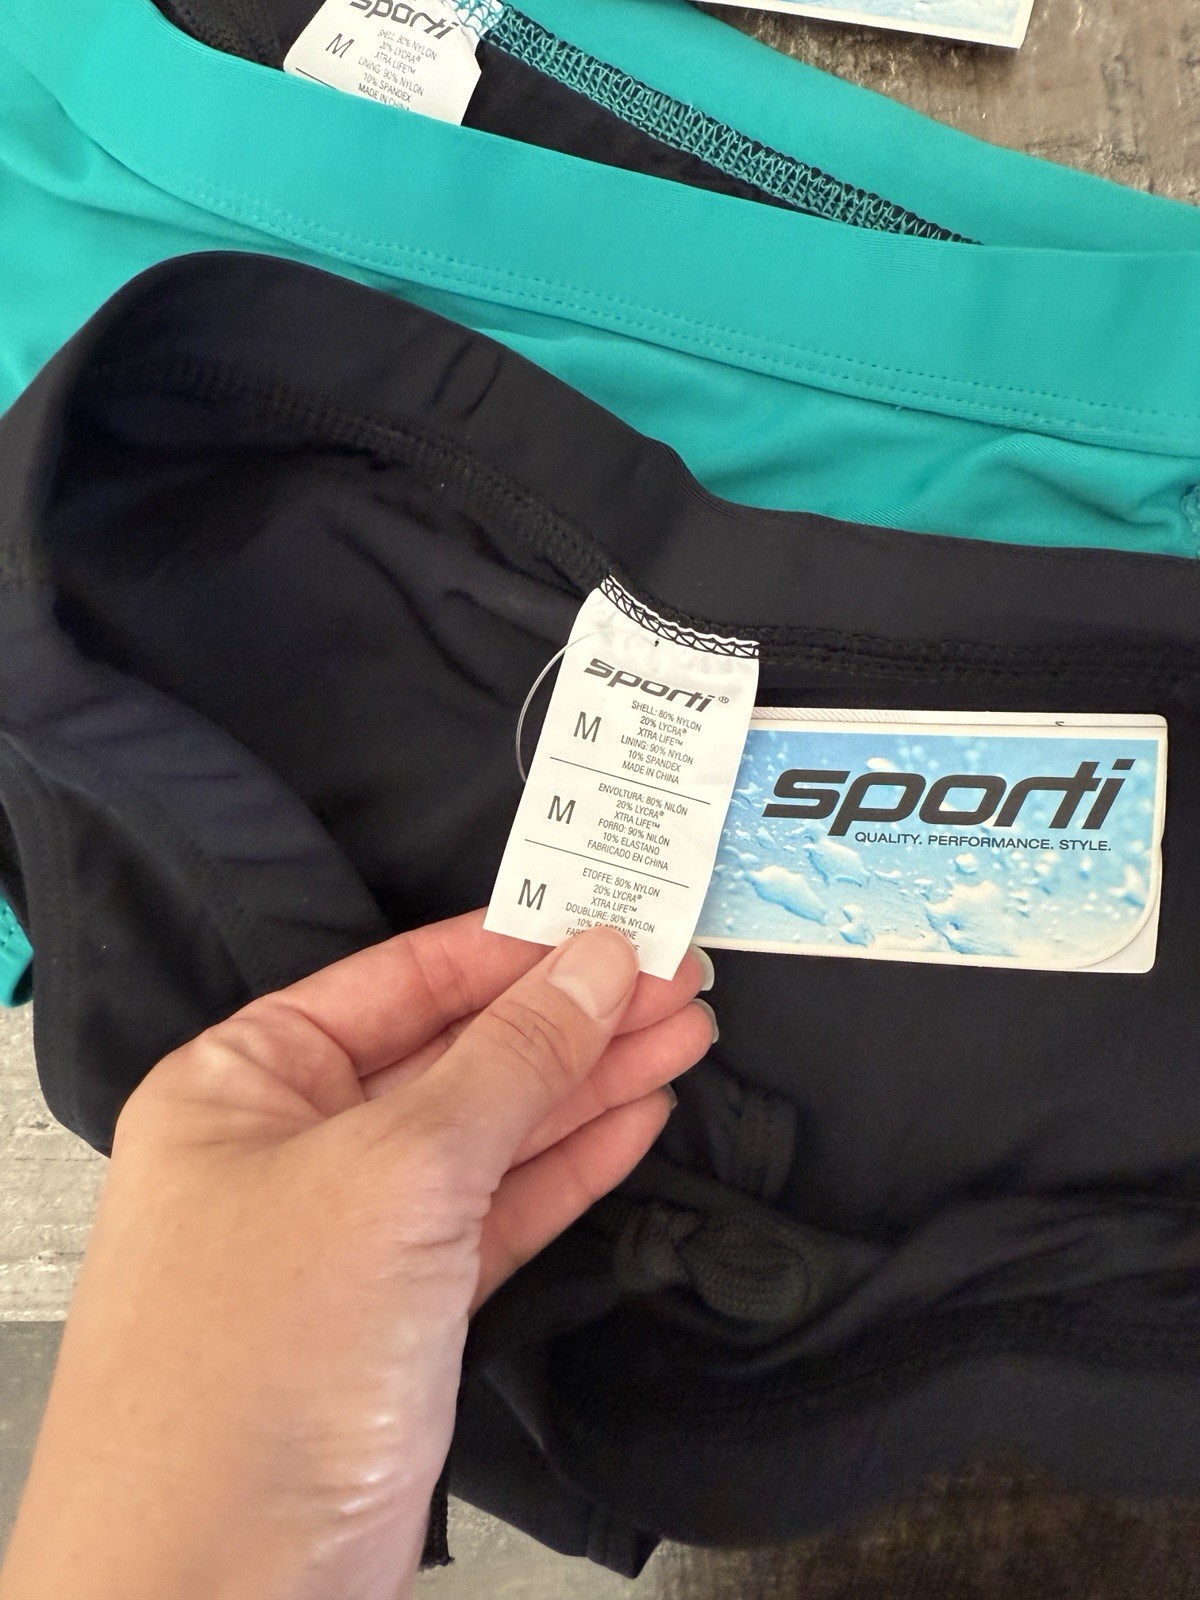 sporti
M
SHELL: 80% NYLON
20% LYCRA®
XTRA LIFE™
LINING: 90% NYLON
10% SPANDEX
MADE IN CHINA
sporti®
M
SHELL: 80% NYLON
20% LYCRA®
XTRA LIFE™
LINING: 90% NYLON
10% SPANDEX
MADE IN CHINA
M
ENVOLTURA: 80% NILÓN
20% LYCRA®
XTRA LIFE™
FORRO: 90% NILÓN
10% ELASTANO
FABRICADO EN CHINA
M
ETOFFE: 80% NYLON
20% LYCRA®
XTRA LIFE™
DOUBLURE: 90% NYLON
10%
sporti
QUALITY. PERFORMANCE. STYLE.